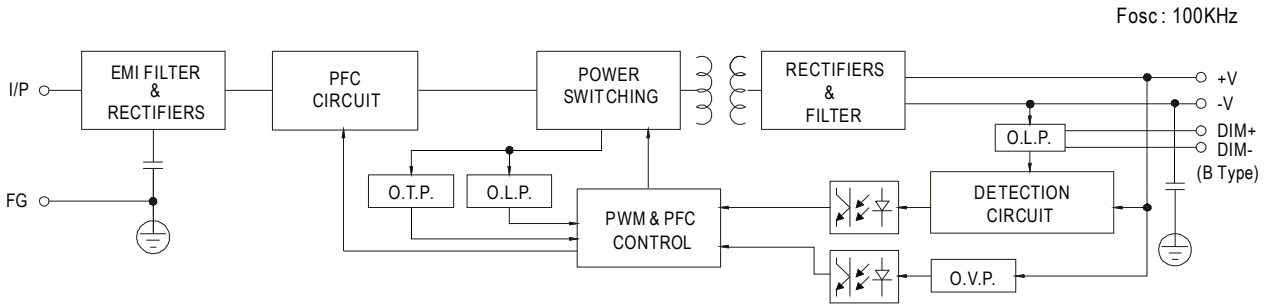 Fosc : 100KHz
I/P
EMI FILTER
&
RECTIFIERS
PFC
CIRCUIT
POWER
SWITCHING
RECTIFIERS
&
FILTER
+V
-V
DIM+
DIM-
(B Type)
O.L.P.
FG
O.T.P.
O.L.P.
PWM & PFC
CONTROL
DETECTION
CIRCUIT
O.V.P.